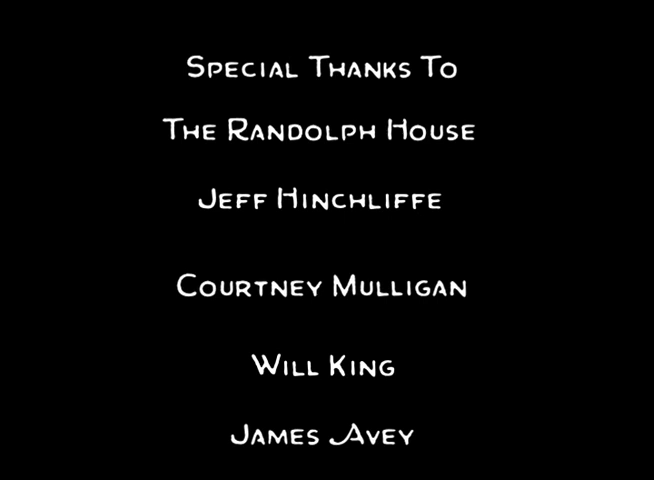 Special Thanks To
The Randolph House
Jeff Hinchliffe
Courtney Mulligan
Will King
James Avey